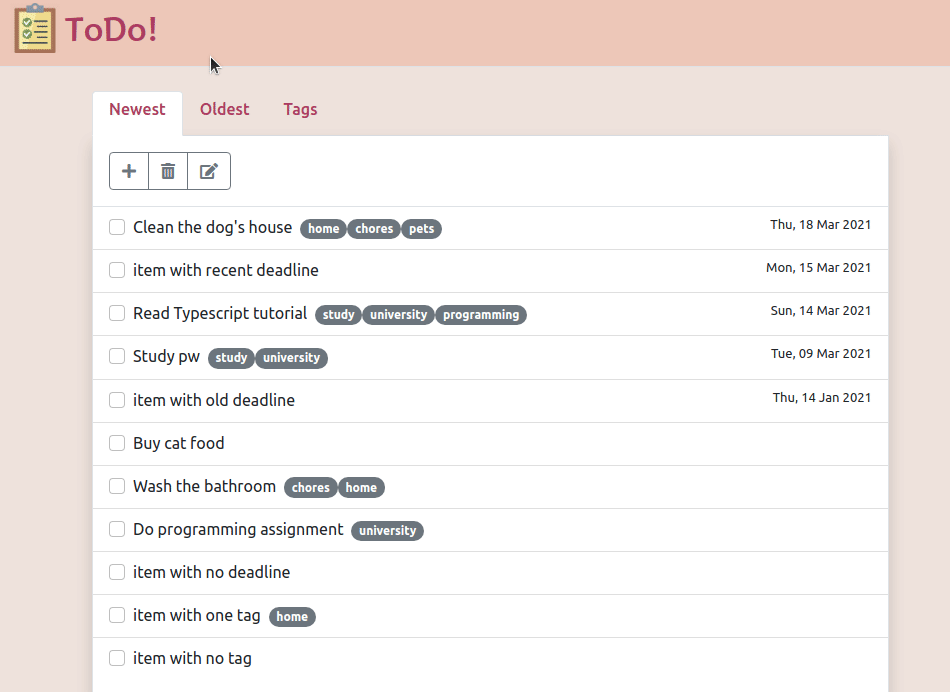 ToDo!
Newest Oldest Tags
Clean the dog's house home chores pets Thu, 18 Mar 2021
item with recent deadline Mon, 15 Mar 2021
Read Typescript tutorial study university programming Sun, 14 Mar 2021
Study pw study university Tue, 09 Mar 2021
item with old deadline Thu, 14 Jan 2021
Buy cat food
Wash the bathroom chores home
Do programming assignment university
item with no deadline
item with one tag home
item with no tag